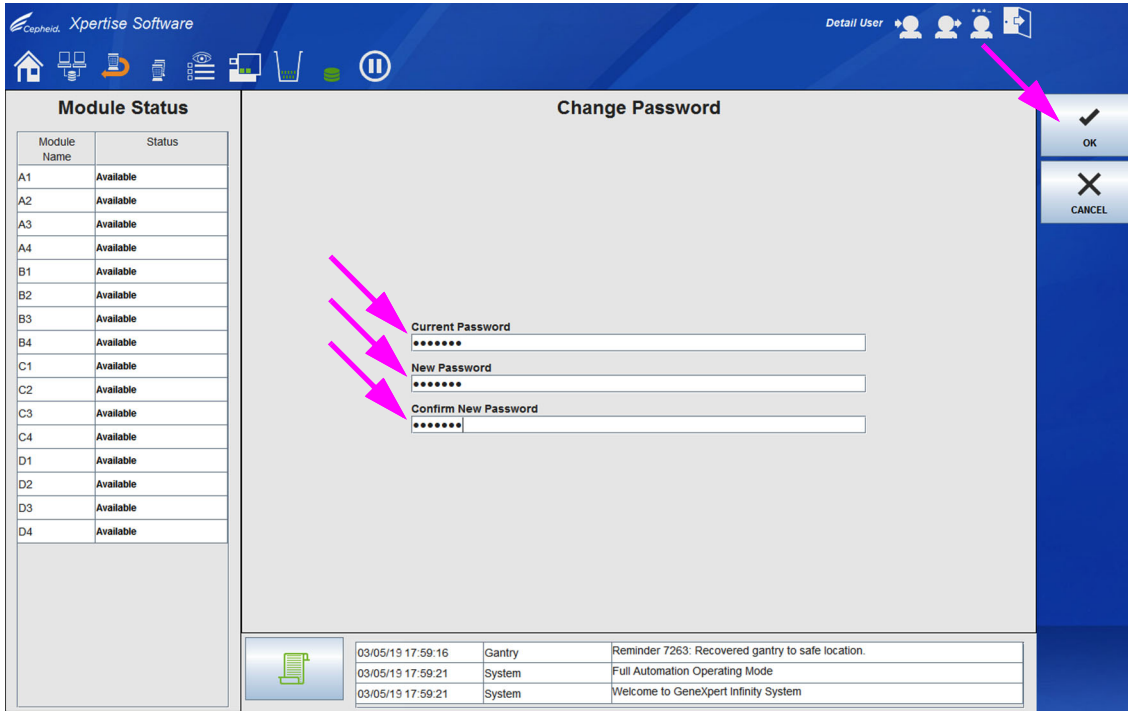 Cepheid. Xpertise Software
Detail User
Module Status
Module Name Status
A1 Available
A2 Available
A3 Available
A4 Available
B1 Available
B2 Available
B3 Available
B4 Available
C1 Available
C2 Available
C3 Available
C4 Available
D1 Available
D2 Available
D3 Available
D4 Available
Change Password
Current Password
•••••••
New Password
•••••••
Confirm New Password
•••••••
OK
CANCEL
03/05/19 17:59:16 Gantry Reminder 7263: Recovered gantry to safe location.
03/05/19 17:59:21 System Full Automation Operating Mode
03/05/19 17:59:21 System Welcome to GeneXpert Infinity System